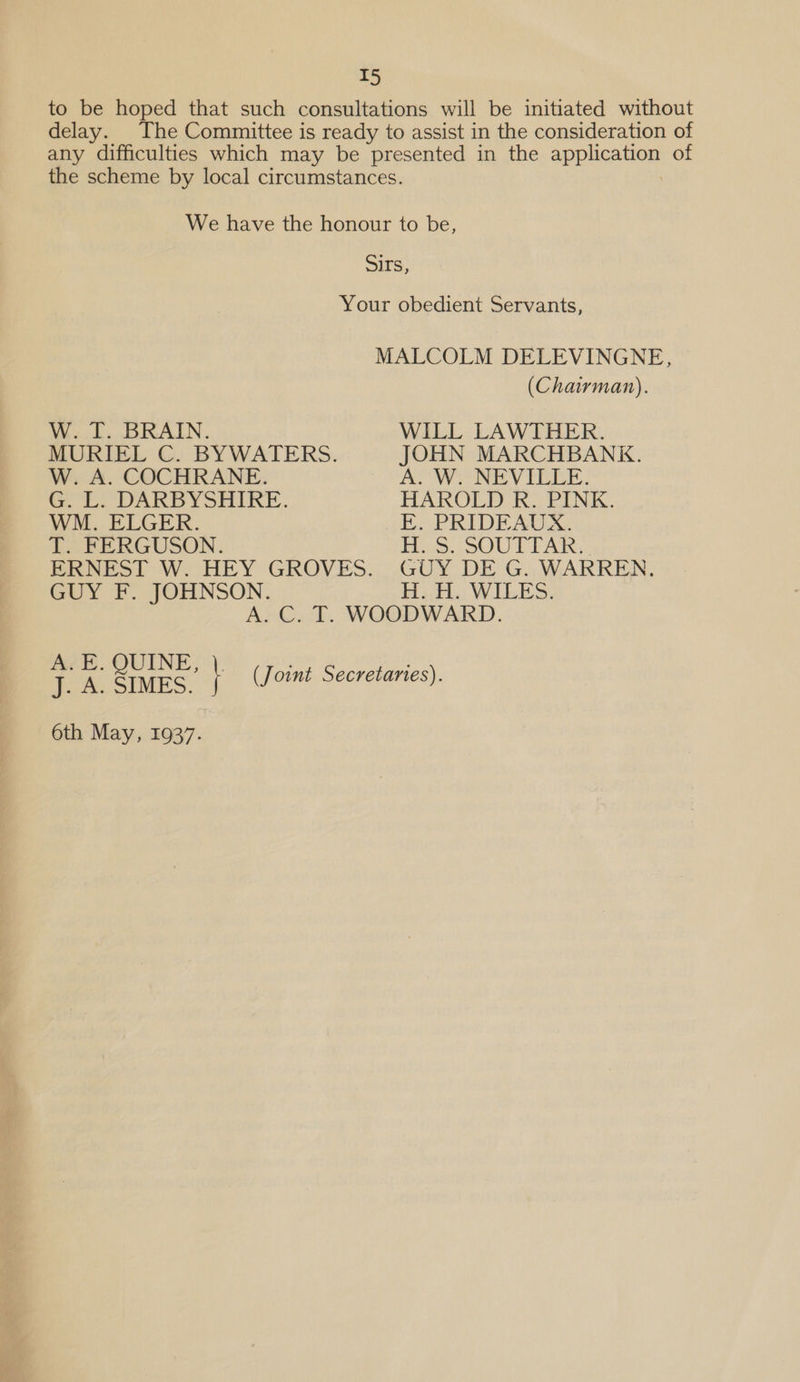 15
to be hoped that such consultations will be initiated without
delay. The Committee is ready to assist in the consideration of
any difficulties which may be presented in the application of
the scheme by local circumstances.
We have the honour to be,
Sirs,
Your obedient Servants,
MALCOLM DELEVINGNE,
(Chairman).
W. T. BRAIN. WILL LAWTHER.
MURIEL C. BYWATERS. JOHN MARCHBANK.
W. A. COCHRANE. A. W. NEVILLE.
G. L. DARBYSHIRE. HAROLD R. PINK.
WM. ELGER. E. PRIDEAUX.
T. FERGUSON. H. S. SOUTTAR.
ERNEST W. HEY GROVES. GUY DE G. WARREN.
GUY F. JOHNSON. H. H. WILES.
A. C. T. WOODWARD.
A. E. QUINE, }
J. A. SIMES. } (Joint Secretaries).
6th May, 1937.